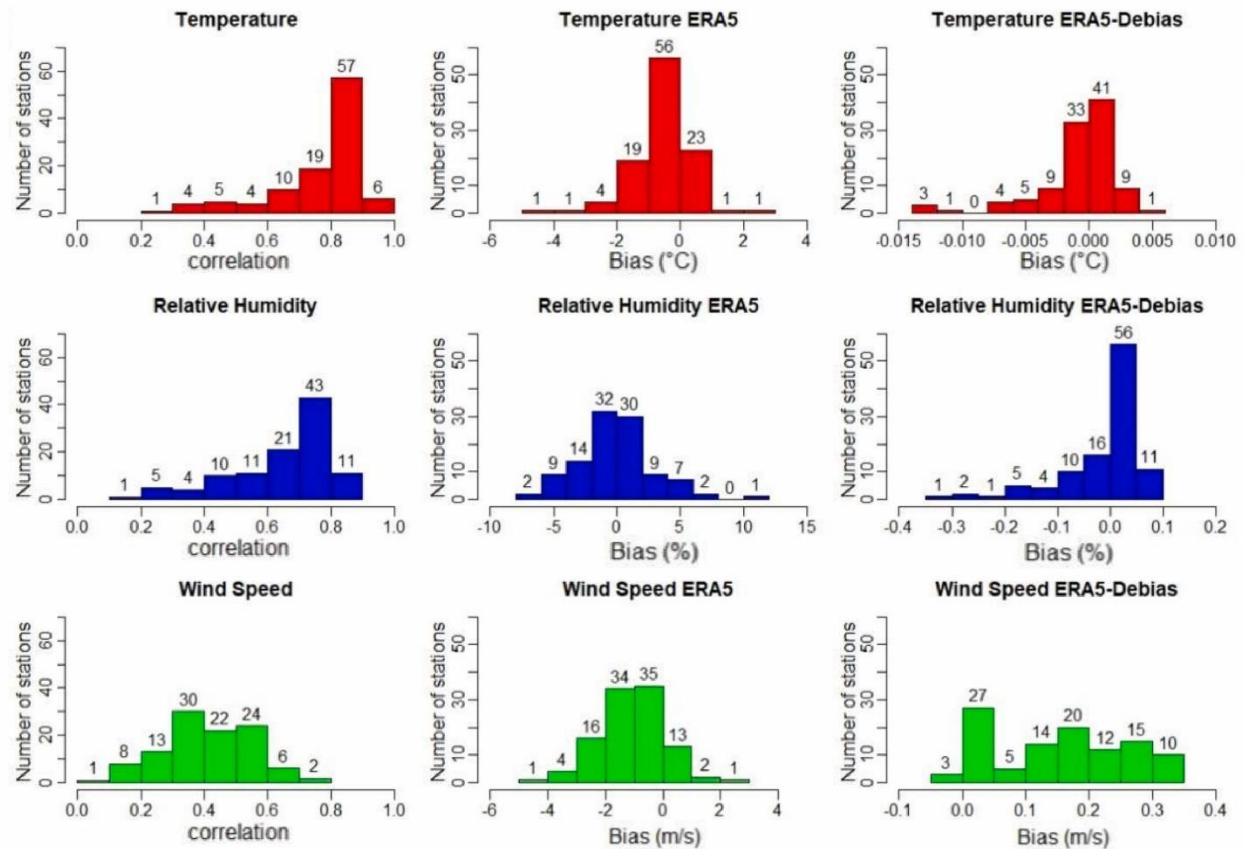 Temperature
Temperature ERA5
Temperature ERA5-Debias
Number of stations
0 20 40 60
1 4 5 4 10 19 57 6
0.0 0.2 0.4 0.6 0.8 1.0
correlation
Number of stations
0 10 30 50
1 1 4 19 56 23 1 1
-6 -4 -2 0 2 4
Bias (°C)
Number of stations
0 10 30 50
3 1 0 4 5 9 33 41 9 1
-0.015 -0.010 -0.005 0.000 0.006 0.010
Bias (°C)
Relative Humidity
Relative Humidity ERA5
Relative Humidity ERA5-Debias
Number of stations
0 20 40 60
1 5 4 10 11 21 43 11
0.0 0.2 0.4 0.6 0.8 1.0
correlation
Number of stations
0 10 30 50
2 9 14 32 30 9 7 2 0 1
-10 -5 0 5 10 15
Bias (%)
Number of stations
0 10 30 50
1 2 1 5 4 10 16 56 11
-0.4 -0.3 -0.2 -0.1 0.0 0.1 0.2
Bias (%)
Wind Speed
Wind Speed ERA5
Wind Speed ERA5-Debias
Number of stations
0 20 40 60
1 8 13 30 22 24 6 2
0.0 0.2 0.4 0.6 0.8 1.0
correlation
Number of stations
0 10 30 50
1 4 16 34 35 13 2 1
-6 -4 -2 0 2 4
Bias (m/s)
Number of stations
0 10 30 50
3 27 5 14 20 12 15 10
-0.1 0.0 0.1 0.2 0.3 0.4
Bias (m/s)